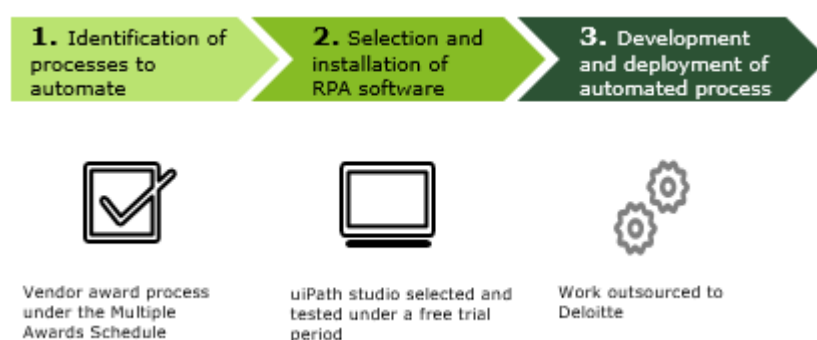 1. Identification of
processes to
automate
2. Selection and
installation of
RPA software
3. Development
and deployment of
automated process
Vendor award process
under the Multiple
Awards Schedule
uiPath studio selected and
tested under a free trial
period
Work outsourced to
Deloitte